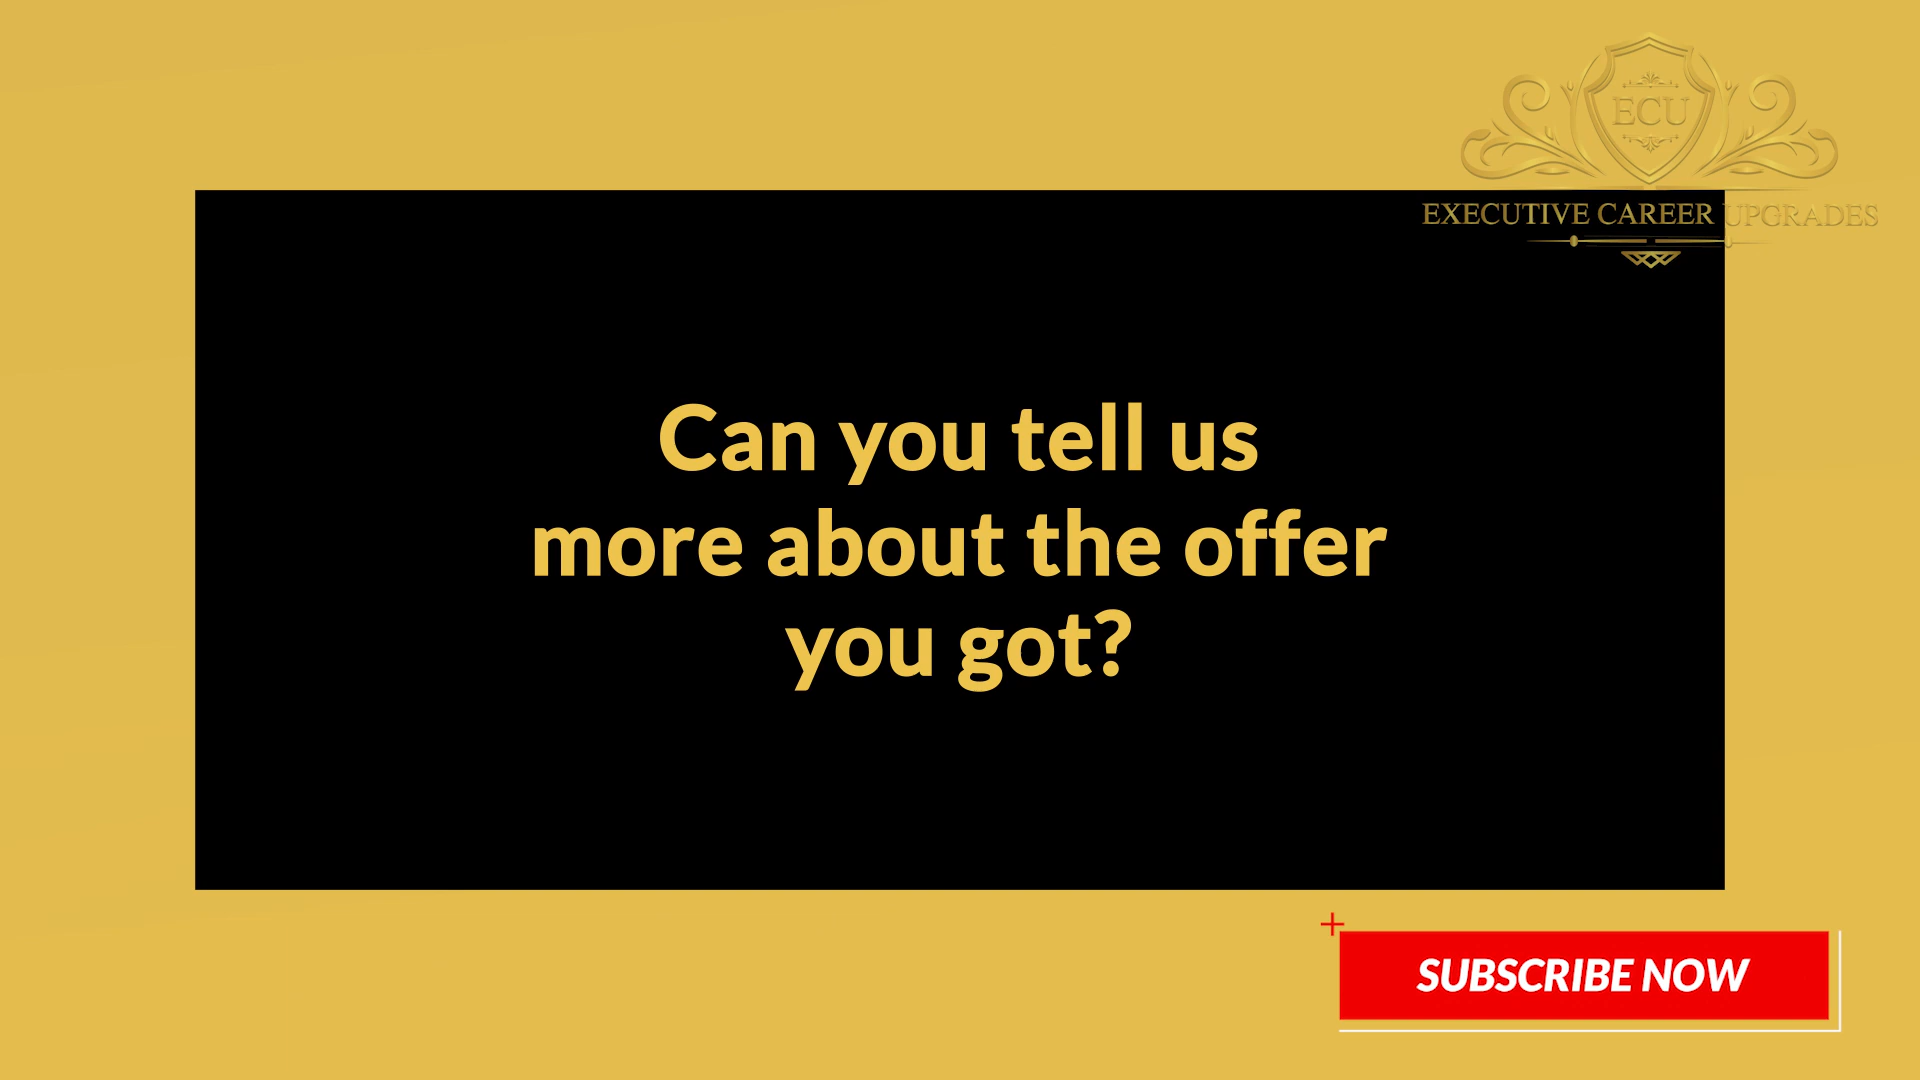 ECU
EXECUTIVE CAREER UPGRADES
Can you tell us
more about the offer
you got?
SUBSCRIBE NOW